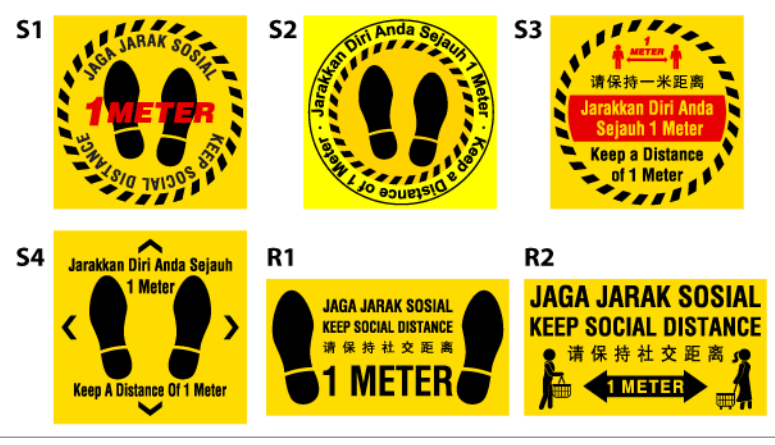 S1
JAGA JARAK SOSIAL
1 METER
KEEP SOCIAL DISTANCE
S2
Jarakkan Diri Anda Sejauh 1 Meter ·
Keep a Distance of 1 Meter ·
S3
1
METER
请保持一米距离
Jarakkan Diri Anda
Sejauh 1 Meter
Keep a Distance
of 1 Meter
S4
Jarakkan Diri Anda Sejauh
1 Meter
Keep A Distance Of 1 Meter
R1
JAGA JARAK SOSIAL
KEEP SOCIAL DISTANCE
请保持社交距离
1 METER
R2
JAGA JARAK SOSIAL
KEEP SOCIAL DISTANCE
请保持社交距离
1 METER